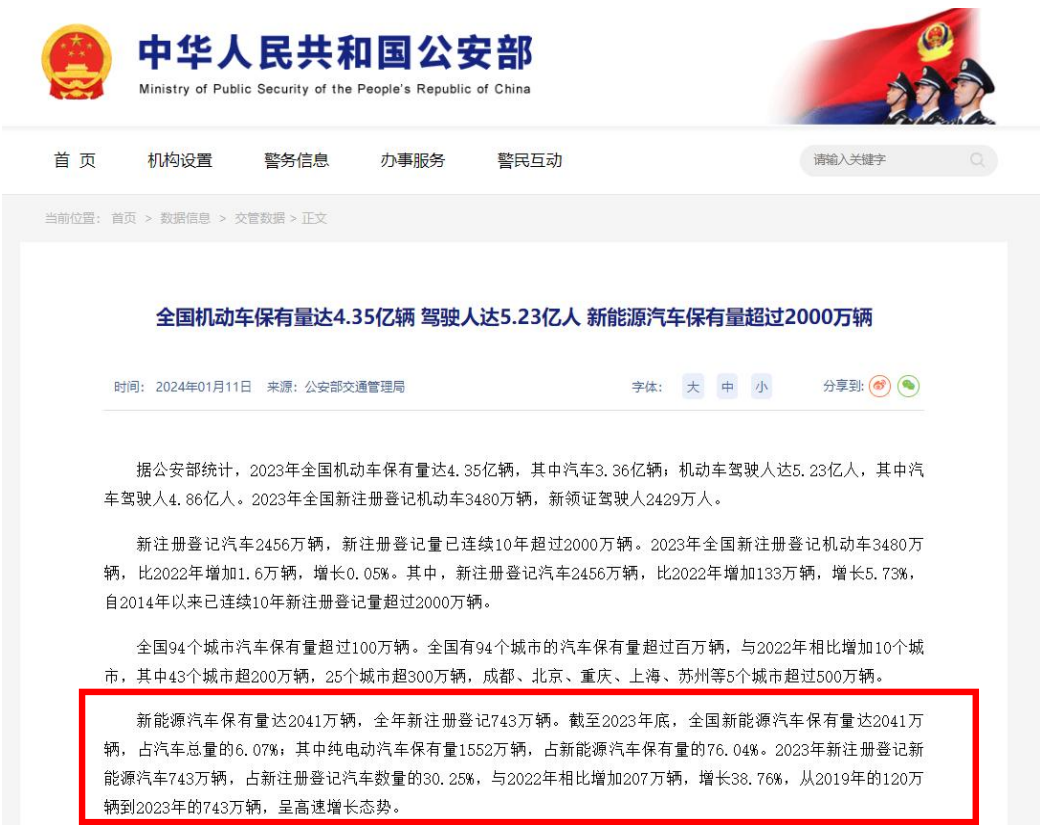 中华人民共和国公安部
Ministry of Public Security of the People's Republic of China
首 页 机构设置 警务信息 办事服务 警民互动 请输入关键字
当前位置： 首页 > 数据信息 > 交管数据 > 正文
全国机动车保有量达4.35亿辆 驾驶人达5.23亿人 新能源汽车保有量超过2000万辆
时间： 2024年01月11日 来源：公安部交通管理局 字体： 大 中 小 分享到:
据公安部统计，2023年全国机动车保有量达4.35亿辆，其中汽车3.36亿辆；机动车驾驶人达5.23亿人，其中汽
车驾驶人4.86亿人。2023年全国新注册登记机动车3480万辆，新领证驾驶人2429万人。
新注册登记汽车2456万辆，新注册登记量已连续10年超过2000万辆。2023年全国新注册登记机动车3480万
辆，比2022年增加1.6万辆，增长0.05%。其中，新注册登记汽车2456万辆，比2022年增加133万辆，增长5.73%，
自2014年以来已连续10年新注册登记量超过2000万辆。
全国94个城市汽车保有量超过100万辆。全国有94个城市的汽车保有量超过百万辆，与2022年相比增加10个城
市，其中43个城市超200万辆，25个城市超300万辆，成都、北京、重庆、上海、苏州等5个城市超过500万辆。
新能源汽车保有量达2041万辆，全年新注册登记743万辆。截至2023年底，全国新能源汽车保有量达2041万
辆，占汽车总量的6.07%；其中纯电动汽车保有量1552万辆，占新能源汽车保有量的76.04%。2023年新注册登记新
能源汽车743万辆，占新注册登记汽车数量的30.25%，与2022年相比增加207万辆，增长38.76%，从2019年的120万
辆到2023年的743万辆，呈高速增长态势。